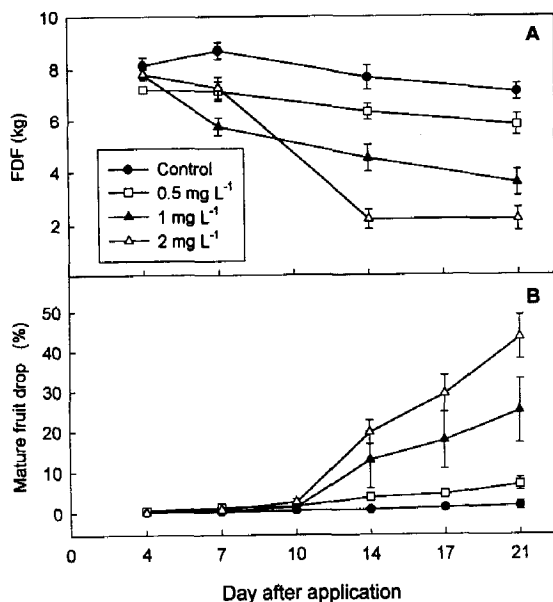 A
FDF (kg)
10
8
6
4
2
Control
0.5 mg L⁻¹
1 mg L⁻¹
2 mg L⁻¹
B
Mature fruit drop (%)
50
40
30
20
10
0
0 4 7 10 14 17 21
Day after application